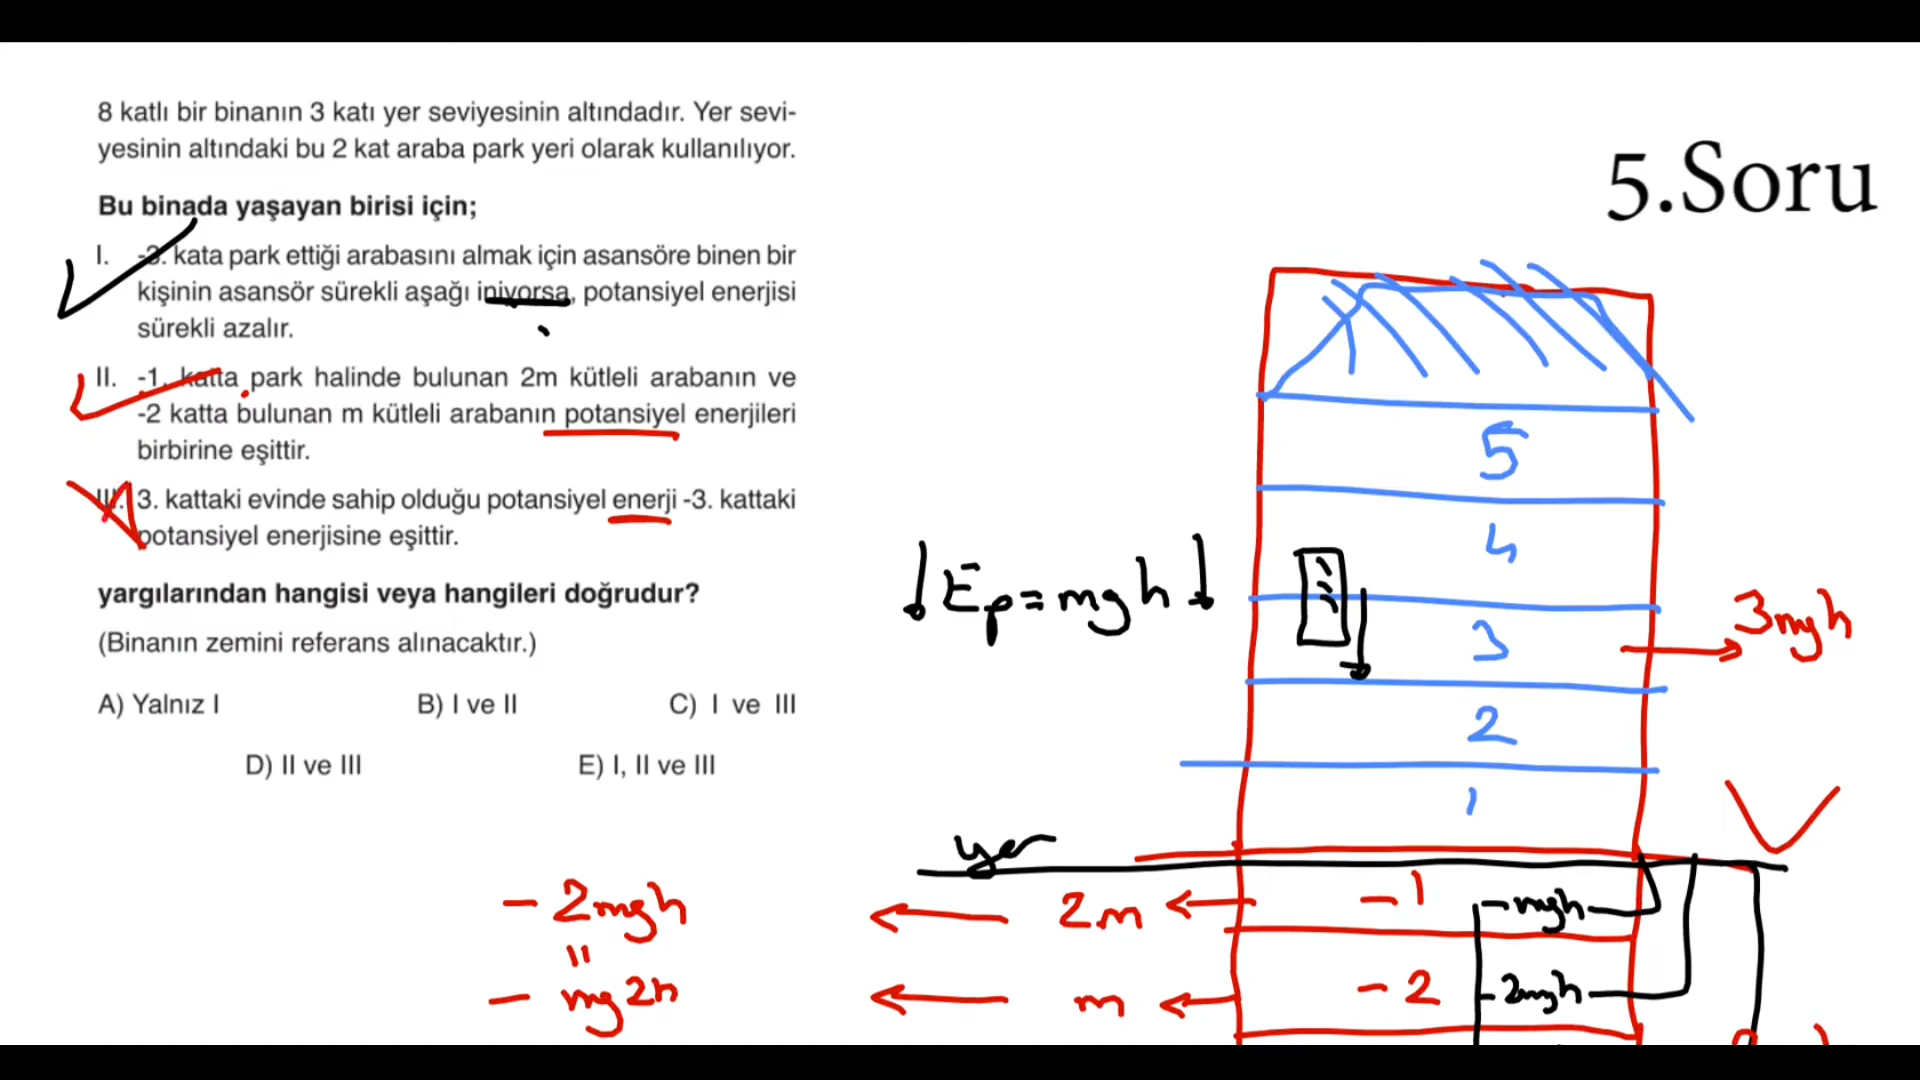 8 katlı bir binanın 3 katı yer seviyesinin altındadır. Yer sevi-
yesinin altındaki bu 2 kat araba park yeri olarak kullanılıyor.
Bu binada yaşayan birisi için;
I. -3. kata park ettiği arabasını almak için asansöre binen bir
kişinin asansör sürekli aşağı iniyorsa, potansiyel enerjisi
sürekli azalır.
II. -1. katta park halinde bulunan 2m kütleli arabanın ve
-2 katta bulunan m kütleli arabanın potansiyel enerjileri
birbirine eşittir.
III. 3. kattaki evinde sahip olduğu potansiyel enerji -3. kattaki
potansiyel enerjisine eşittir.
yargılarından hangisi veya hangileri doğrudur?
(Binanın zemini referans alınacaktır.)
A) Yalnız I B) I ve II C) I ve III
D) II ve III E) I, II ve III
5.Soru
5
4
↓Ep=mgh↓
3
3mgh
2
1
yer
-2mgh ← 2m ← -1 -mgh
=
-mg2h ← m ← -2 -2mgh